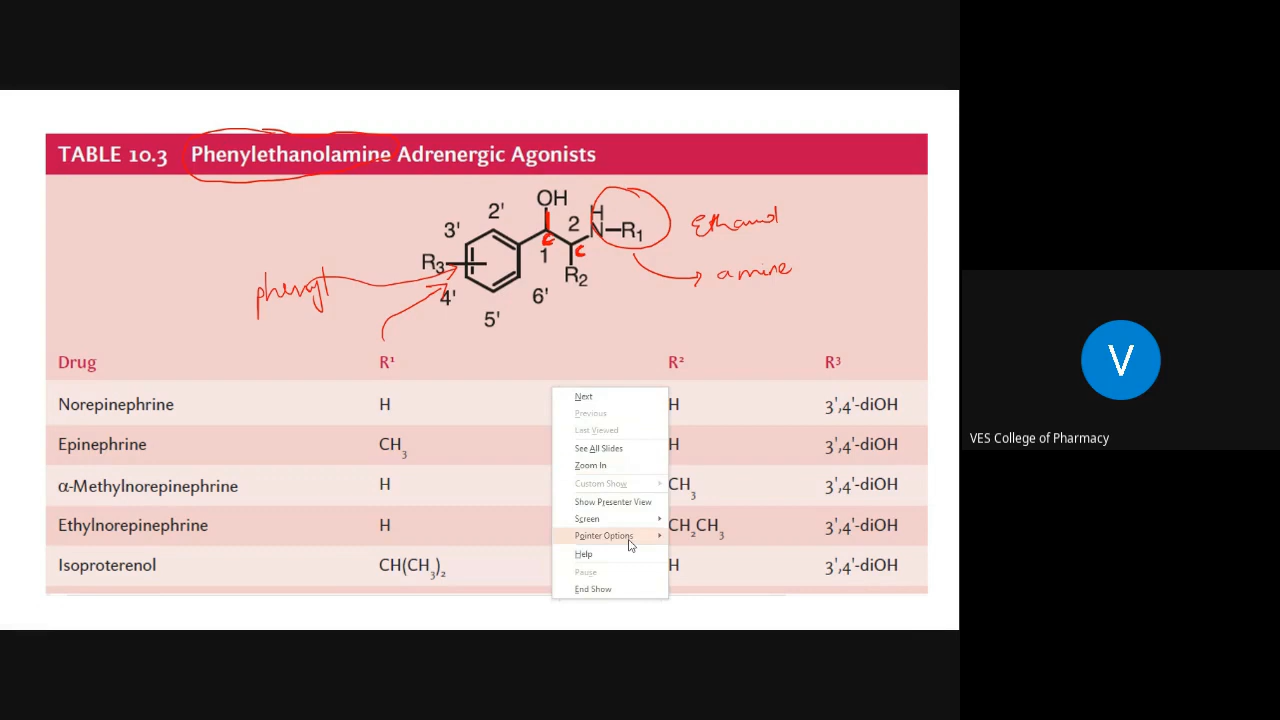 TABLE 10.3 Phenylethanolamine Adrenergic Agonists
OH
2' 2 H
3' N—R₁ Ethanol
c c
1
R₃ R₂ amine
phenyl 4' 6'
5'
Drug R¹ R² R³
Norepinephrine H H 3',4'-diOH
Epinephrine CH₃ H 3',4'-diOH
α-Methylnorepinephrine H CH₃ 3',4'-diOH
Ethylnorepinephrine H CH₂CH₃ 3',4'-diOH
Isoproterenol CH(CH₃)₂ H 3',4'-diOH
Next
Previous
Last Viewed
See All Slides
Zoom In
Custom Show
Show Presenter View
Screen
Pointer Options
Help
Pause
End Show
V
VES College of Pharmacy